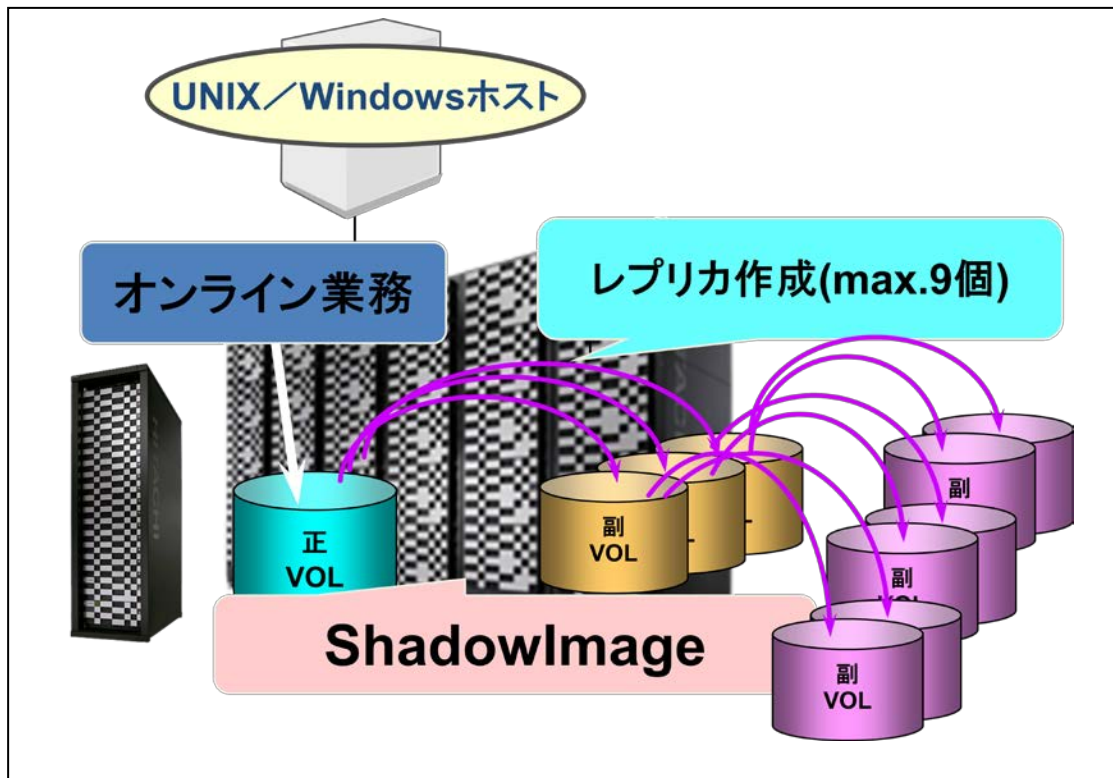 UNIX／Windowsホスト
オンライン業務
レプリカ作成(max.9個)
正
VOL
副
VOL
副
副
副
VOL
ShadowImage